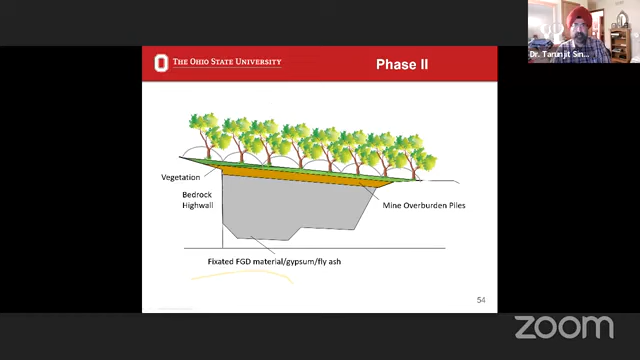 THE OHIO STATE UNIVERSITY
Phase II
Dr. Tarunjit Sin...
Vegetation
Bedrock
Highwall
Mine Overburden Piles
Fixated FGD material/gypsum/fly ash
54
zoom